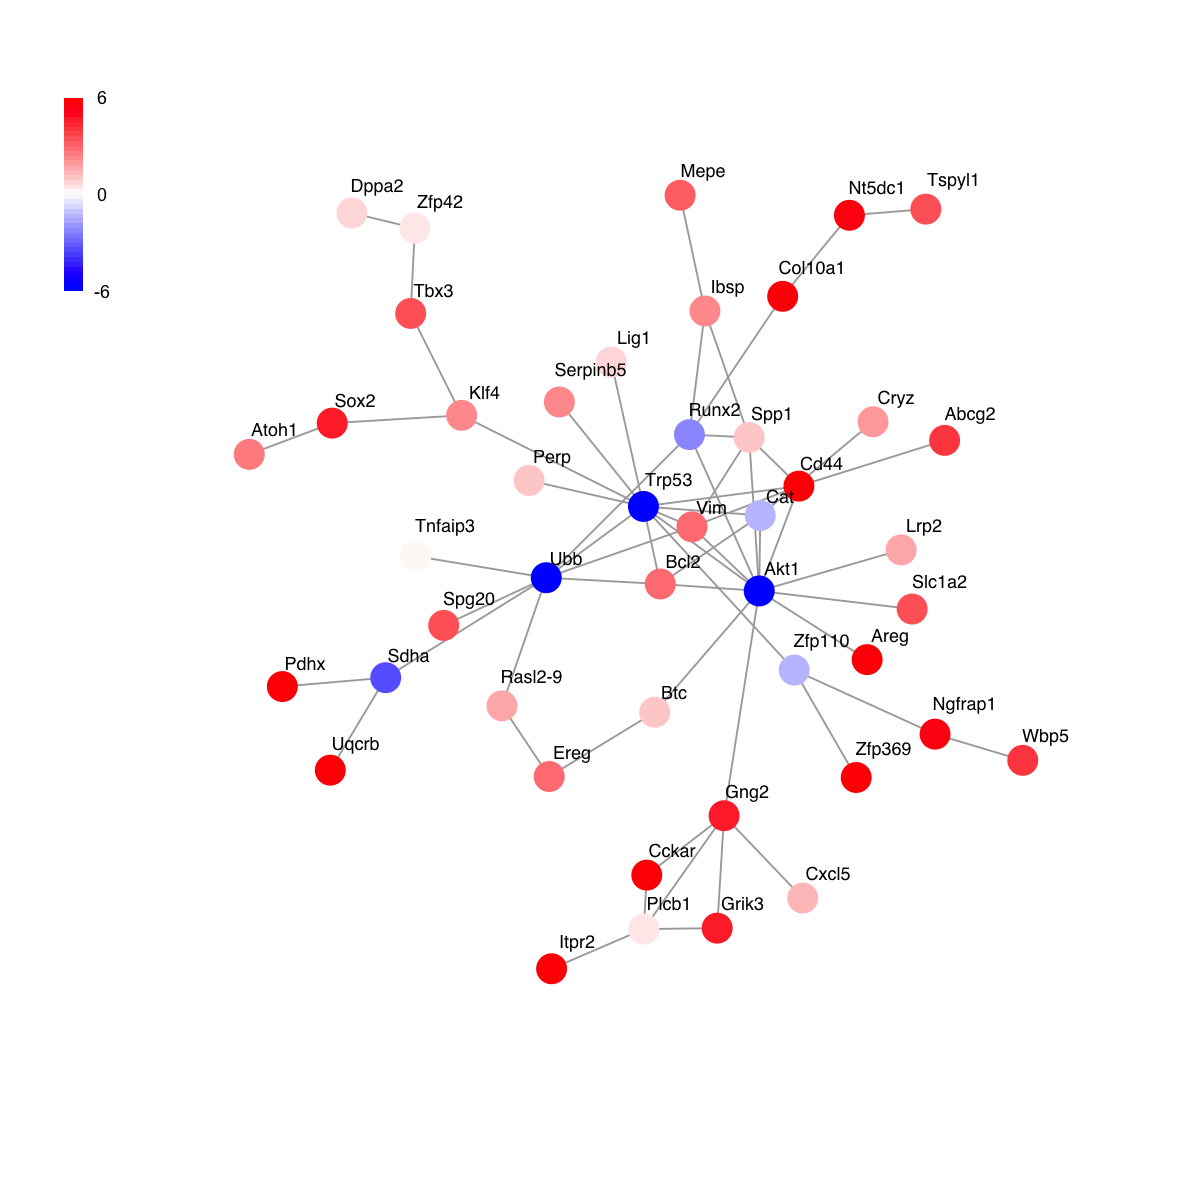 6
0
-6
Mepe
Dppa2
Zfp42
Nt5dc1
Tspyl1
Col10a1
Ibsp
Tbx3
Lig1
Serpinb5
Klf4
Sox2
Atoh1
Runx2
Spp1
Cryz
Abcg2
Perp
Trp53
Cd44
Cat
Vim
Tnfaip3
Ubb
Bcl2
Akt1
Lrp2
Slc1a2
Spg20
Areg
Zfp110
Sdha
Pdhx
Rasl2-9
Btc
Ngfrap1
Wbp5
Uqcrb
Ereg
Zfp369
Gng2
Cckar
Cxcl5
Plcb1
Grik3
Itpr2